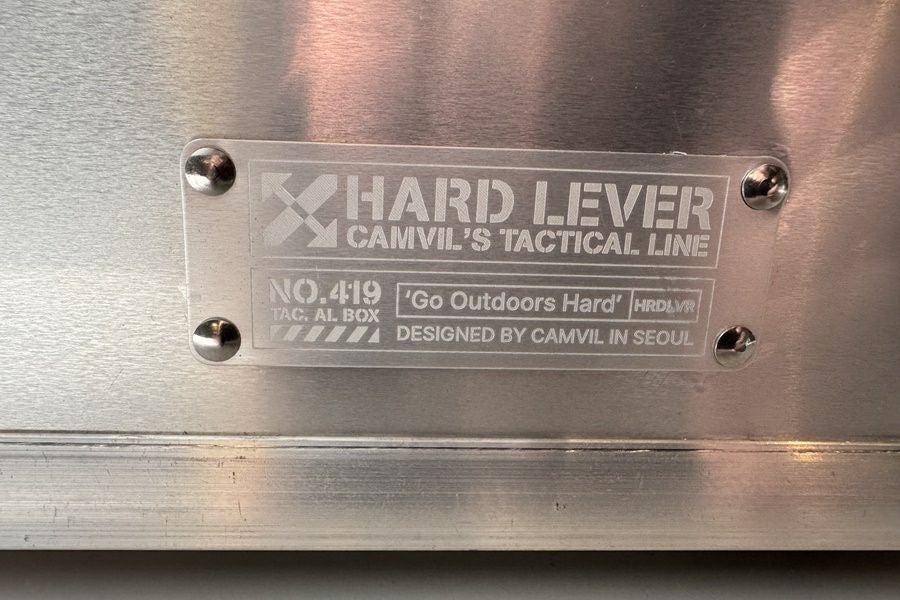 HARD LEVER
CAMVIL'S TACTICAL LINE
NO.419
TAC. AL BOX
'Go Outdoors Hard' HRDLVR
DESIGNED BY CAMVIL IN SEOUL